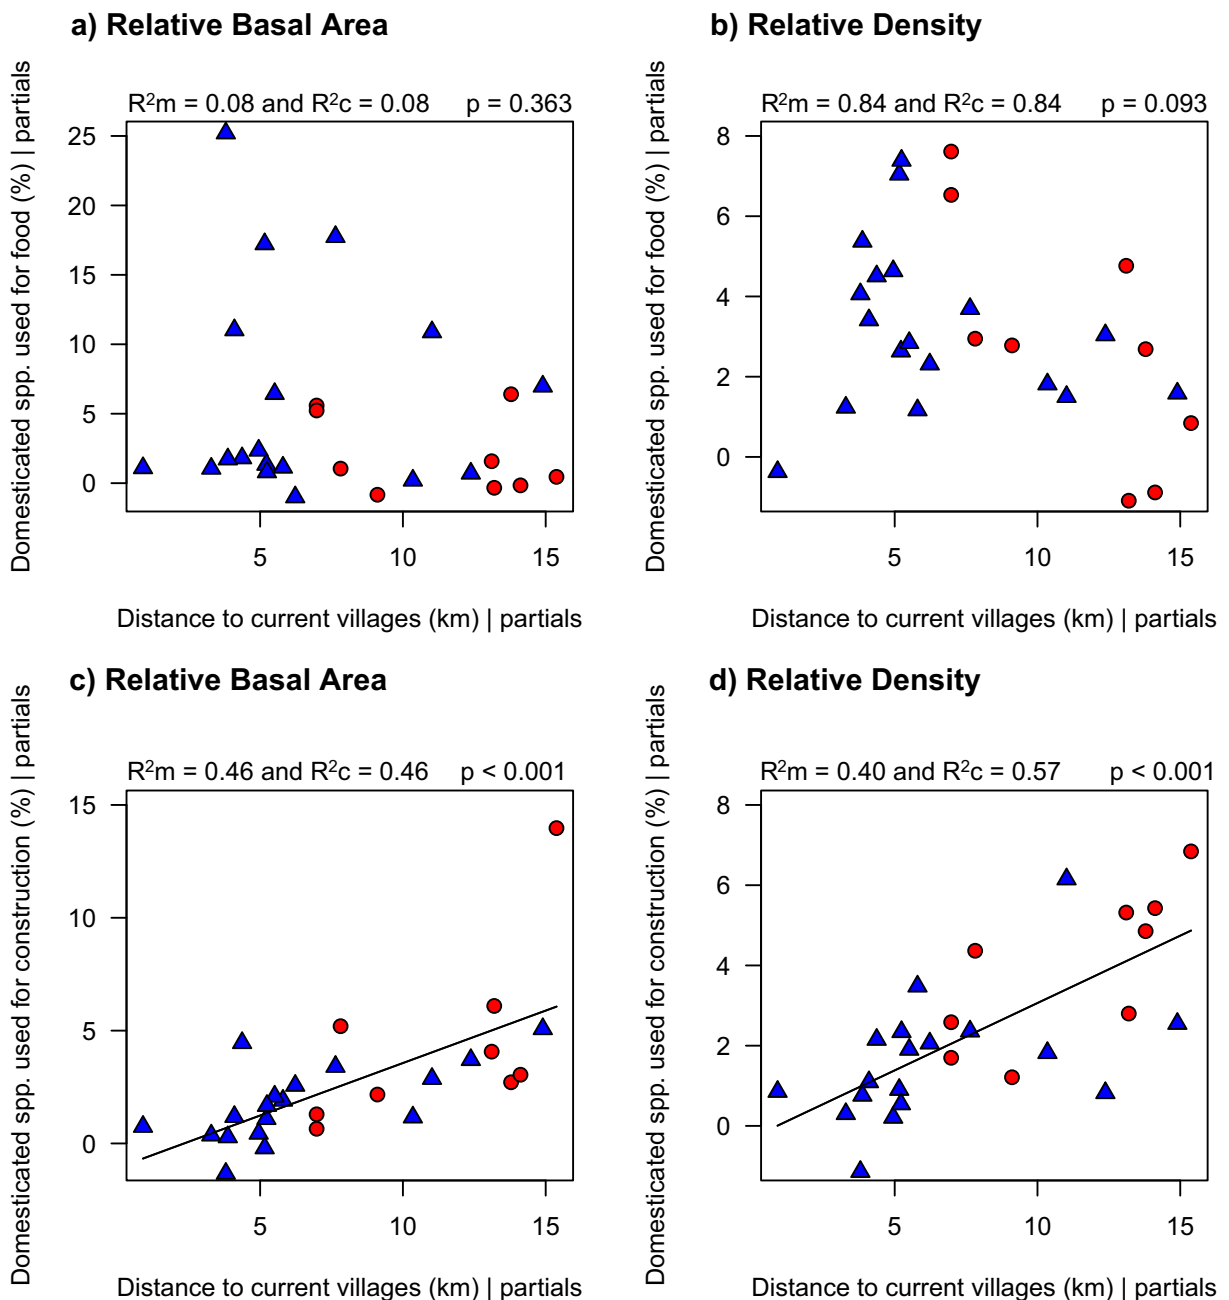 a) Relative Basal Area
R²m = 0.08 and R²c = 0.08 p = 0.363
Domesticated spp. used for food (%) | partials
25
20
15
10
5
0
5 10 15
Distance to current villages (km) | partials
b) Relative Density
R²m = 0.84 and R²c = 0.84 p = 0.093
Domesticated spp. used for food (%) | partials
8
6
4
2
0
5 10 15
Distance to current villages (km) | partials
c) Relative Basal Area
R²m = 0.46 and R²c = 0.46 p < 0.001
Domesticated spp. used for construction (%) | partials
15
10
5
0
5 10 15
Distance to current villages (km) | partials
d) Relative Density
R²m = 0.40 and R²c = 0.57 p < 0.001
Domesticated spp. used for construction (%) | partials
8
6
4
2
0
5 10 15
Distance to current villages (km) | partials